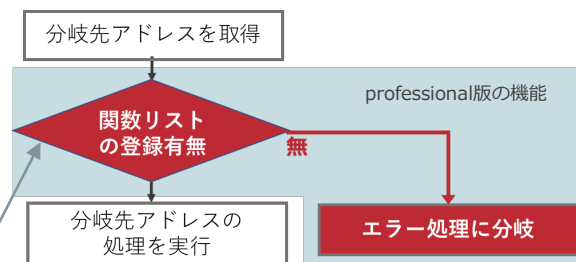 分岐先アドレスを取得
professional版の機能
関数リスト
の登録有無
無
分岐先アドレスの
処理を実行
エラー処理に分岐